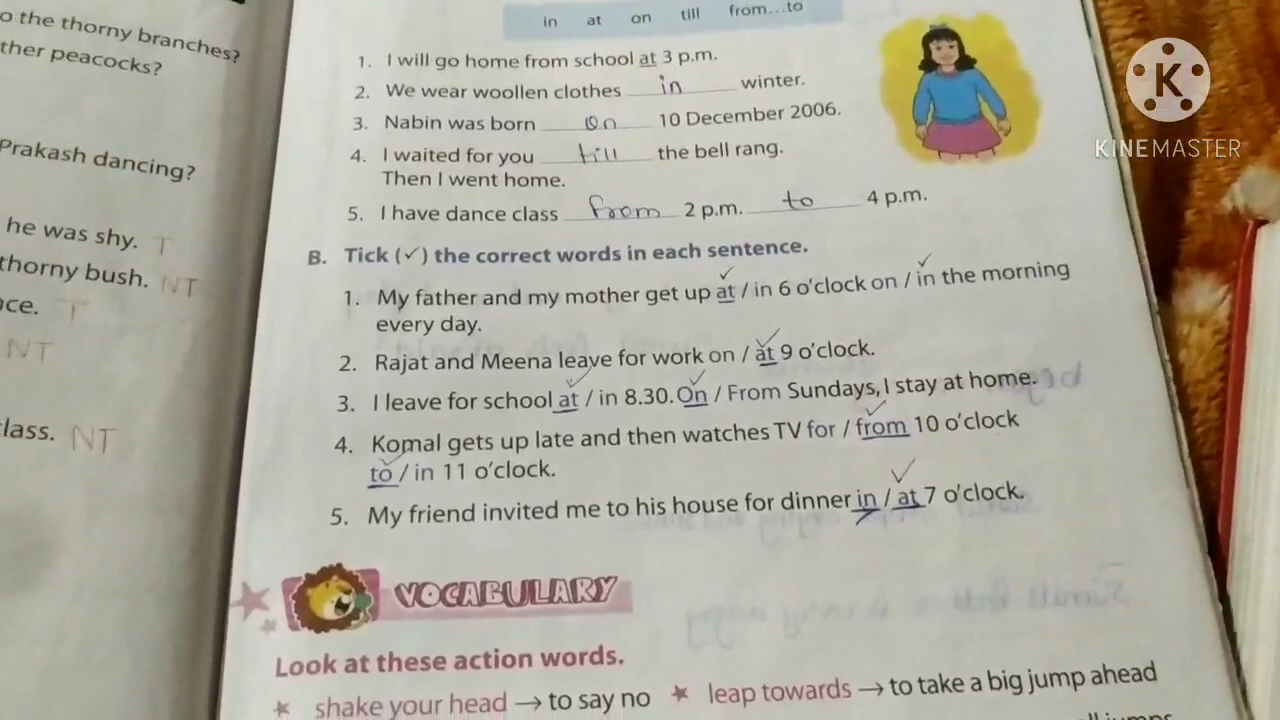 o the thorny branches?
ther peacocks?
Prakash dancing?
he was shy. T
thorny bush. NT
ce. T
NT
class. NT
in at on till from...to
1. I will go home from school at 3 p.m.
2. We wear woollen clothes in winter.
3. Nabin was born on 10 December 2006.
4. I waited for you till the bell rang.
Then I went home.
5. I have dance class from 2 p.m. to 4 p.m.
B. Tick (✓) the correct words in each sentence.
1. My father and my mother get up at / in 6 o'clock on / in the morning
every day.
2. Rajat and Meena leave for work on / at 9 o'clock.
3. I leave for school at / in 8.30. On / From Sundays, I stay at home.
4. Komal gets up late and then watches TV for / from 10 o'clock
to / in 11 o'clock.
5. My friend invited me to his house for dinner in / at 7 o'clock.
VOCABULARY
Look at these action words.
★ shake your head → to say no ★ leap towards → to take a big jump ahead
K
KINEMASTER